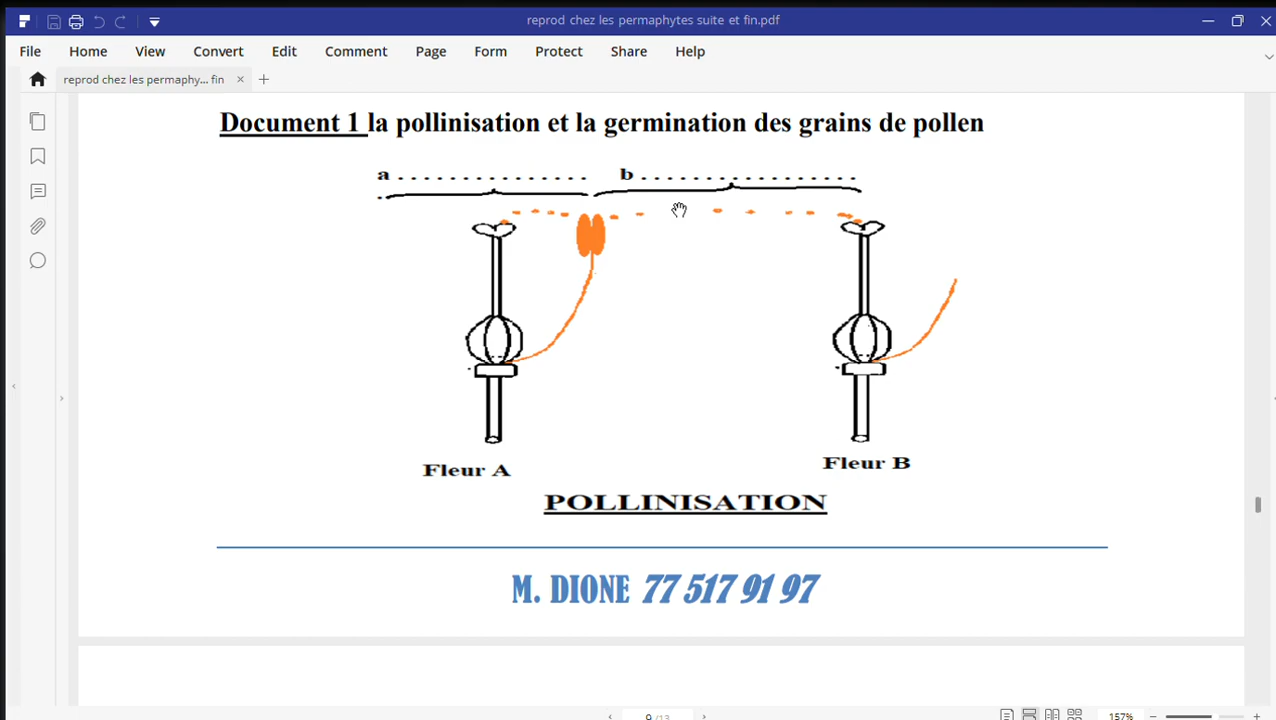 reprod chez les permaphytes suite et fin.pdf
File Home View Convert Edit Comment Page Form Protect Share Help
reprod chez les permaphy... fin
Document 1 la pollinisation et la germination des grains de pollen
a . . . . . . . . . . . . . . . b . . . . . . . . . . . . . . . . .
Fleur A
Fleur B
POLLINISATION
M. DIONE 77 517 91 97
9 /13
157%